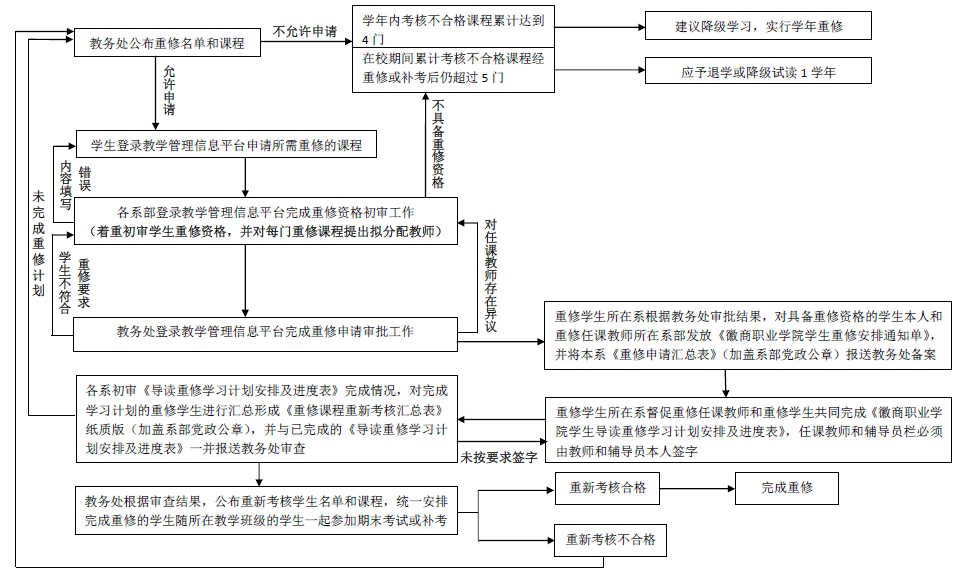 教务处公布重修名单和课程
不允许申请
学年内考核不合格课程累计达到
4 门
在校期间累计考核不合格课程经
重修或补考后仍超过 5 门
建议降级学习，实行学年重修
应予退学或降级试读 1 学年
允许申请
不具备重修资格
学生登录教学管理信息平台申请所需重修的课程
内容填写
错误
未完成重修计划
各系部登录教学管理信息平台完成重修资格初审工作
（着重初审学生重修资格，并对每门重修课程提出拟分配教师）
学生不符合
重修要求
对任课教师存在异议
教务处登录教学管理信息平台完成重修申请审批工作
重修学生所在系根据教务处审批结果，对具备重修资格的学生本人和
重修任课教师所在系部发放《徽商职业学院学生重修安排通知单》，
并将本系《重修申请汇总表》（加盖系部党政公章）报送教务处备案
各系初审《导读重修学习计划安排及进度表》完成情况，对完成
学习计划的重修学生进行汇总形成《重修课程重新考核汇总表》
纸质版（加盖系部党政公章），并与已完成的《导读重修学习计
划安排及进度表》一并报送教务处审查
重修学生所在系督促重修任课教师和重修学生共同完成《徽商职业学
院学生导读重修学习计划安排及进度表》，任课教师和辅导员栏必须
由教师和辅导员本人签字
未按要求签字
教务处根据审查结果，公布重新考核学生名单和课程，统一安排
完成重修的学生随所在教学班级的学生一起参加期末考试或补考
重新考核合格
完成重修
重新考核不合格